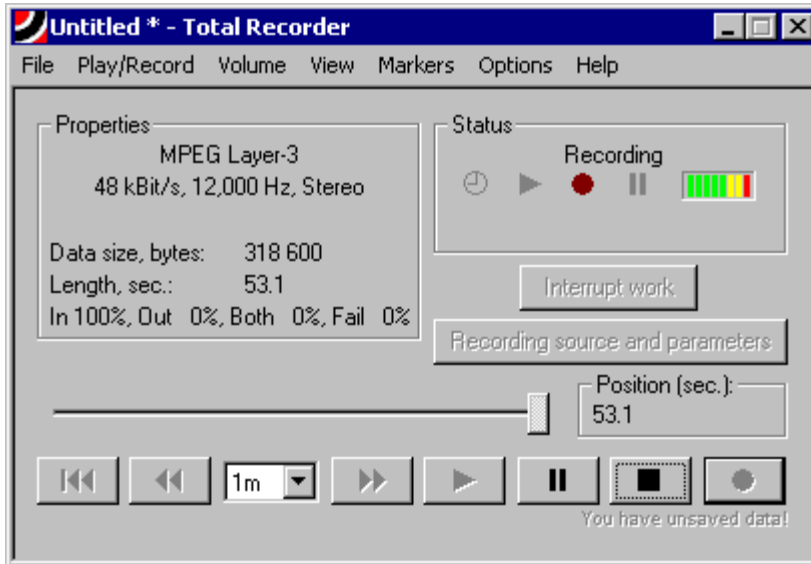 Untitled * - Total Recorder
File Play/Record Volume View Markers Options Help
Properties
MPEG Layer-3
48 kBit/s, 12,000 Hz, Stereo
Data size, bytes: 318 600
Length, sec.: 53.1
In 100%, Out 0%, Both 0%, Fail 0%
Status
Recording
Interrupt work
Recording source and parameters
Position (sec.):
53.1
1m
You have unsaved data!